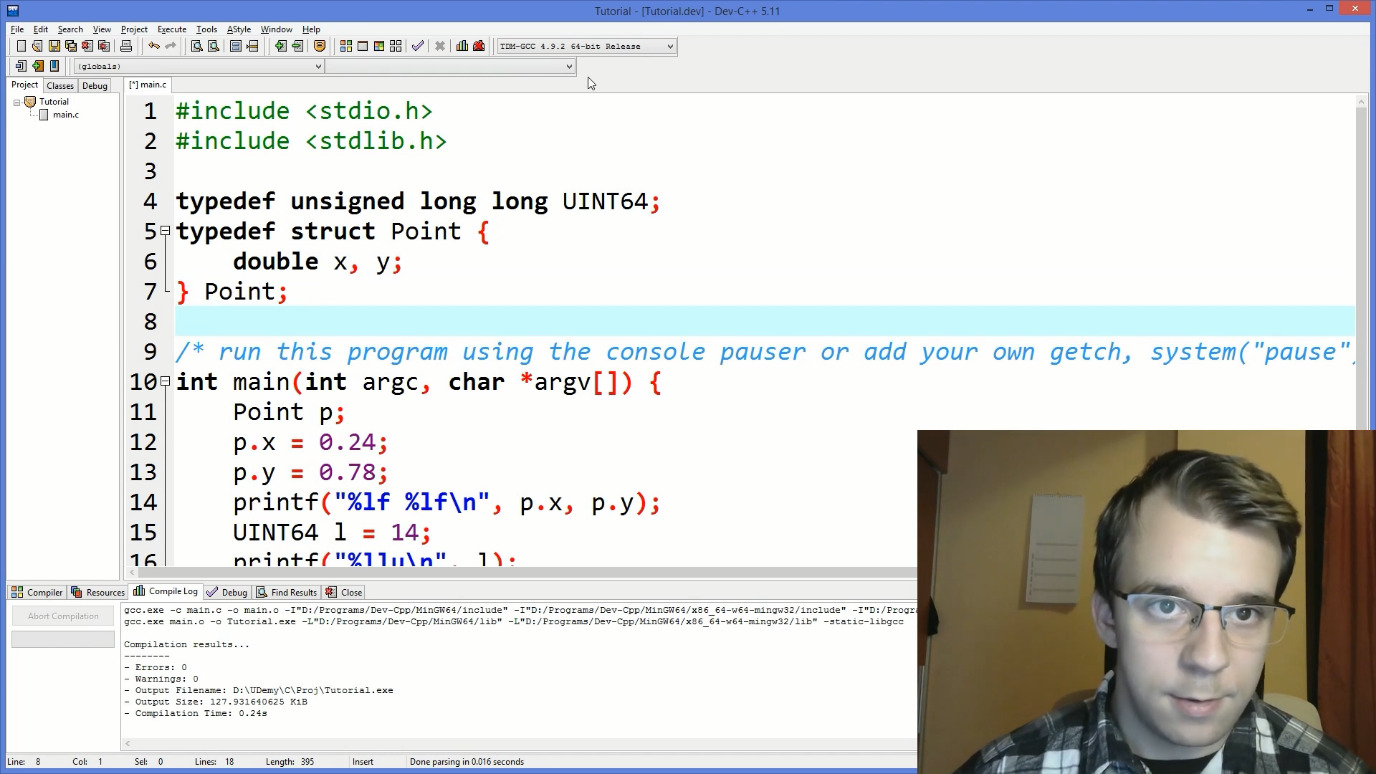 Tutorial - [Tutorial.dev] - Dev-C++ 5.11
File Edit Search View Project Execute Tools AStyle Window Help
TDM-GCC 4.9.2 64-bit Release
(globals)
Project Classes Debug
[*] main.c
Tutorial
main.c
1 #include <stdio.h>
2 #include <stdlib.h>
3
4 typedef unsigned long long UINT64;
5 typedef struct Point {
6 double x, y;
7 } Point;
8
9 /* run this program using the console pauser or add your own getch, system("pause")
10 int main(int argc, char *argv[]) {
11 Point p;
12 p.x = 0.24;
13 p.y = 0.78;
14 printf("%lf %lf\n", p.x, p.y);
15 UINT64 l = 14;
16 printf("%llu\n", l);
Compiler Resources Compile Log Debug Find Results Close
Abort Compilation
gcc.exe -c main.c -o main.o -I"D:/Programs/Dev-Cpp/MinGW64/include" -I"D:/Programs/Dev-Cpp/MinGW64/x86_64-w64-mingw32/include" -I"D:/Progra
gcc.exe main.o -o Tutorial.exe -L"D:/Programs/Dev-Cpp/MinGW64/lib" -L"D:/Programs/Dev-Cpp/MinGW64/x86_64-w64-mingw32/lib" -static-libgcc
Compilation results...
--------
- Errors: 0
- Warnings: 0
- Output Filename: D:\UDemy\C\Proj\Tutorial.exe
- Output Size: 127.931640625 KiB
- Compilation Time: 0.24s
Line: 8 Col: 1 Sel: 0 Lines: 18 Length: 395 Insert Done parsing in 0.016 seconds